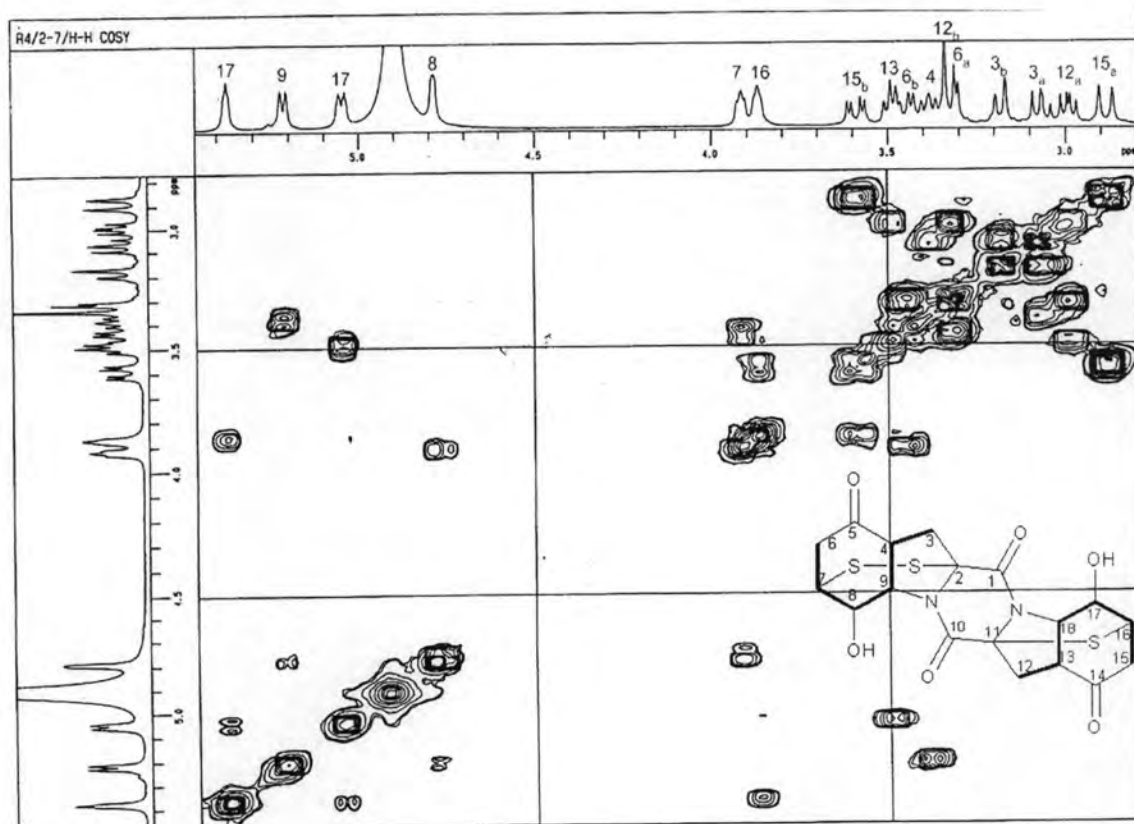 R4/2-7/H-H COSY
12b
17 9 17 8 7 16 15b 13 6b 4 6a 3b 3a 12a 15a
5.0 4.5 4.0 3.5 3.0 PPM
PPM
3.0
3.5
4.0
4.5
5.0
O
5 3 O
6 4 OH
S S 2 1
7 8 9 N N 17
10 11 18 S 16
OH O 12 13 15
14
O